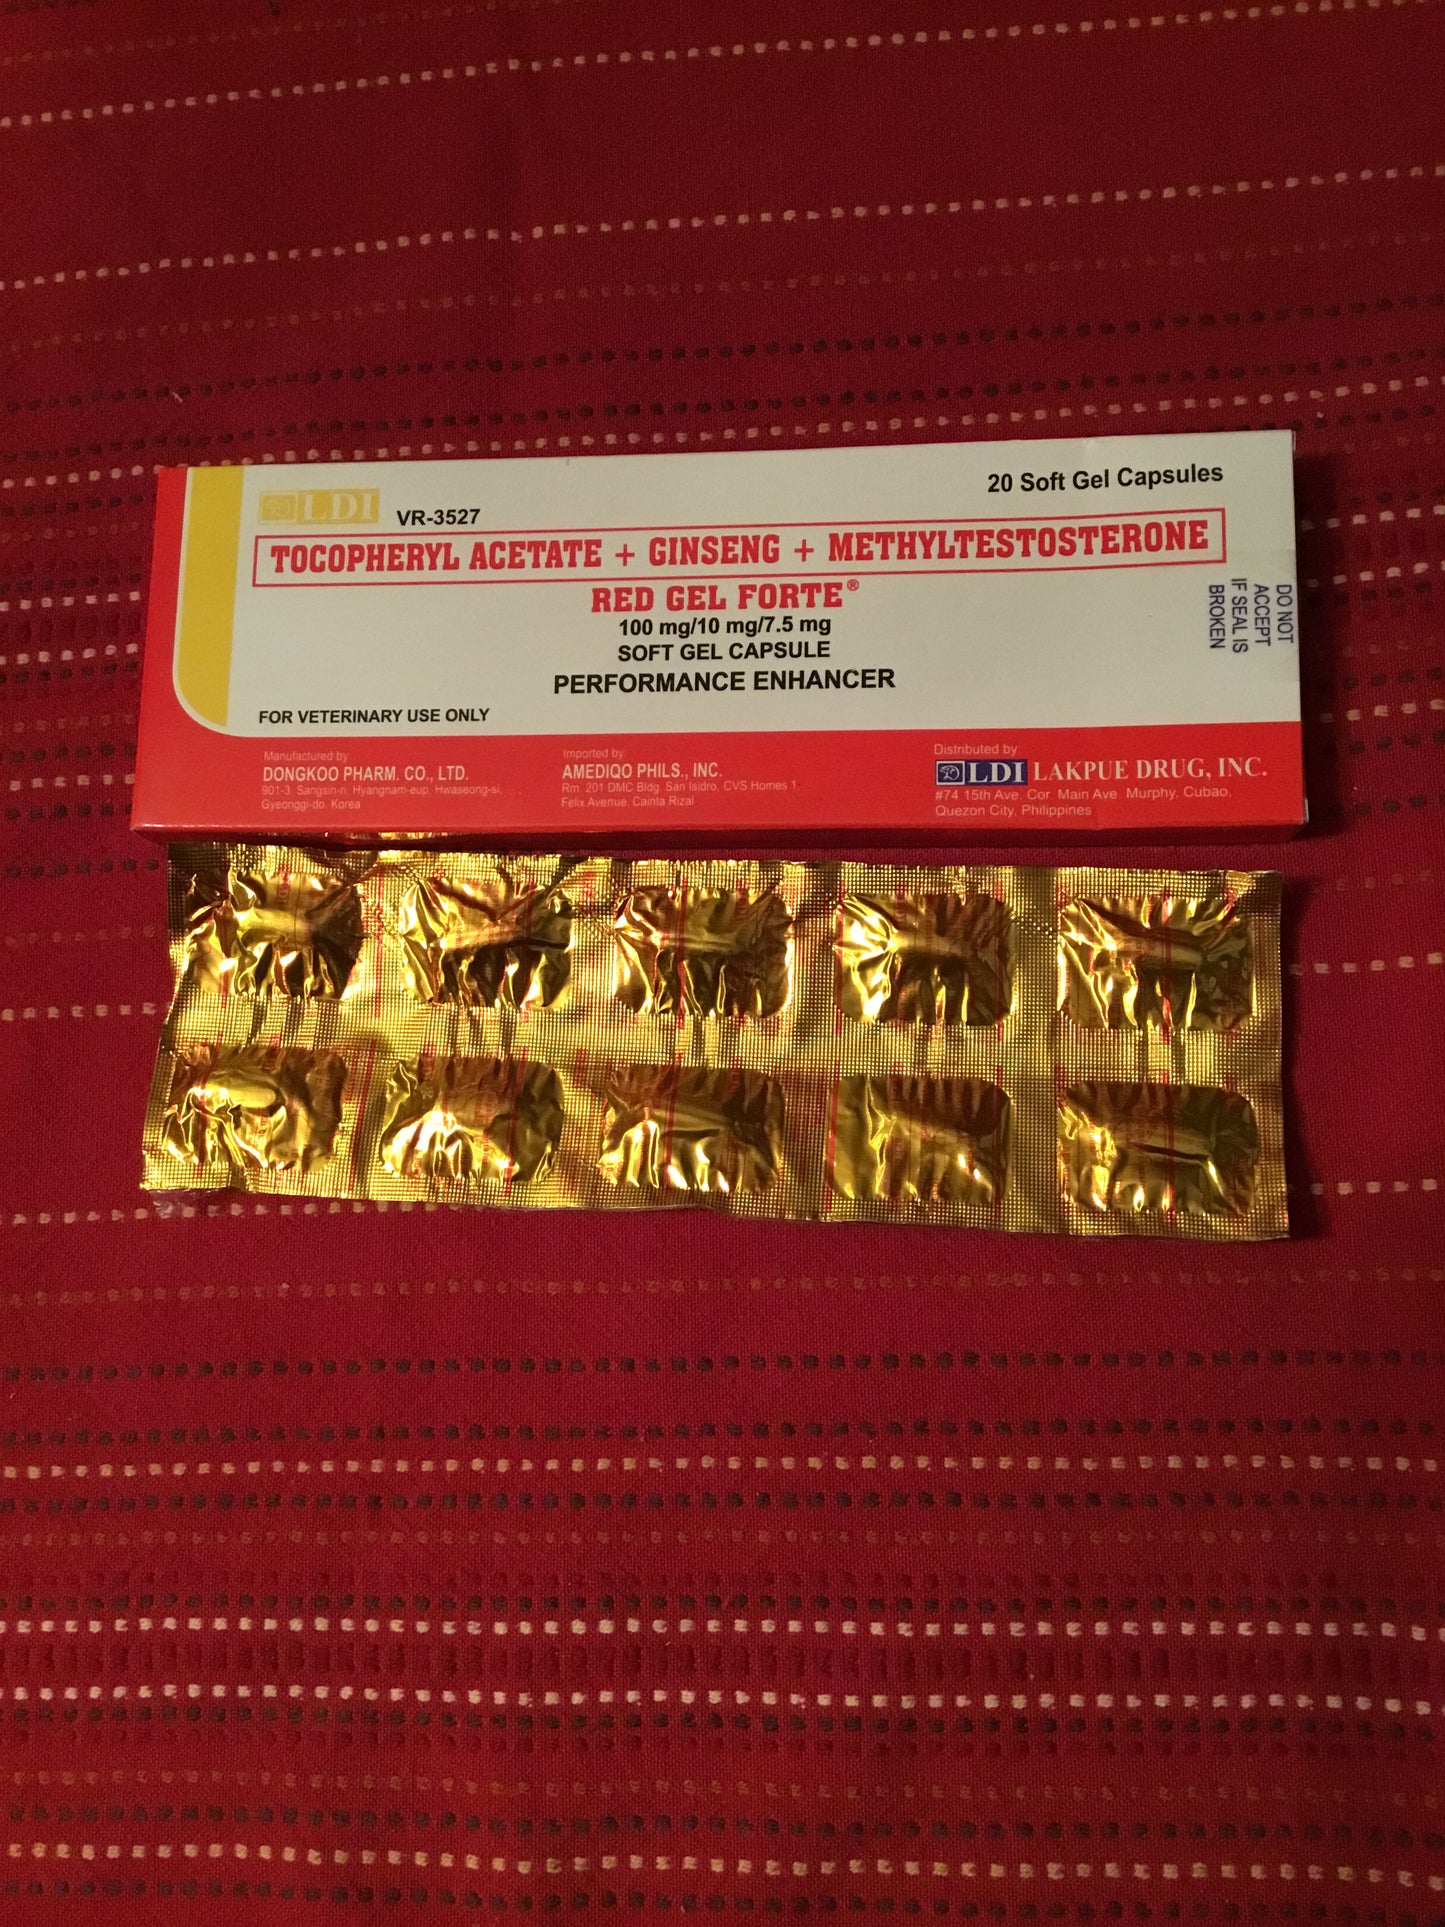 LDI VR-3527
20 Soft Gel Capsules
TOCOPHERYL ACETATE + GINSENG + METHYLTESTOSTERONE
RED GEL FORTE®
100 mg/10 mg/7.5 mg
SOFT GEL CAPSULE
PERFORMANCE ENHANCER
FOR VETERINARY USE ONLY
DO NOT
ACCEPT
IF SEAL IS
BROKEN
Manufactured by:
DONGKOO PHARM. CO., LTD.
901-3 Sangsin-ri, Hyangnam-eup, Hwaseong-si,
Gyeonggi-do, Korea
Imported by:
AMEDIQO PHILS., INC.
Rm. 201 DMC Bldg. San Isidro, CVS Homes 1-
Felix Avenue, Cainta Rizal
Distributed by:
LDI LAKPUE DRUG, INC.
#74 15th Ave. Cor. Main Ave. Murphy, Cubao,
Quezon City, Philippines